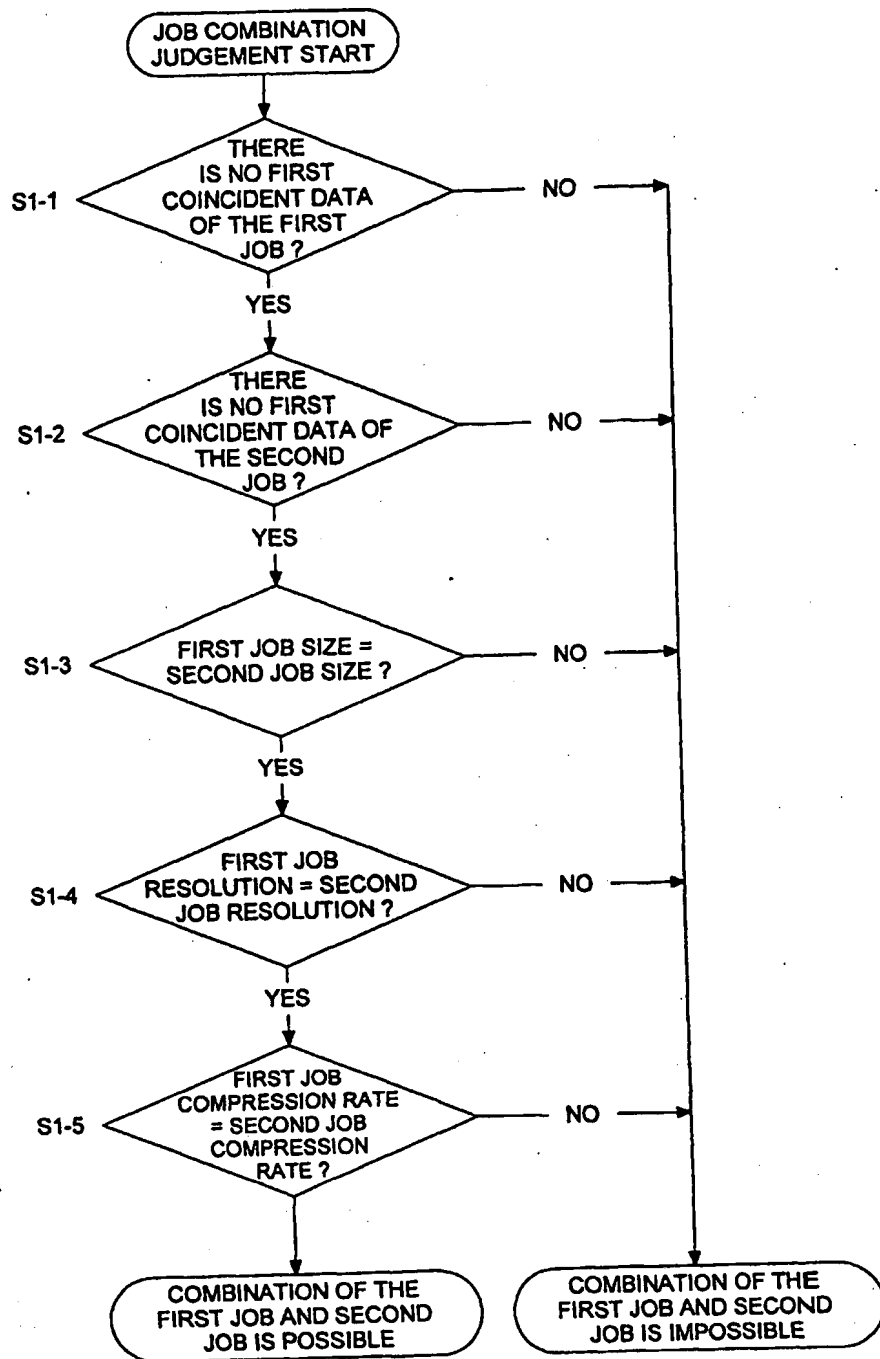 JOB COMBINATION
JUDGEMENT START
THERE
IS NO FIRST
COINCIDENT DATA
OF THE FIRST
JOB ?
S1-1
NO
YES
THERE
IS NO FIRST
COINCIDENT DATA OF
THE SECOND
JOB ?
S1-2
NO
YES
FIRST JOB SIZE =
SECOND JOB SIZE ?
S1-3
NO
YES
FIRST JOB
RESOLUTION = SECOND
JOB RESOLUTION ?
S1-4
NO
YES
FIRST JOB
COMPRESSION RATE
= SECOND JOB
COMPRESSION
RATE ?
S1-5
NO
COMBINATION OF THE
FIRST JOB AND SECOND
JOB IS POSSIBLE
COMBINATION OF THE
FIRST JOB AND SECOND
JOB IS IMPOSSIBLE